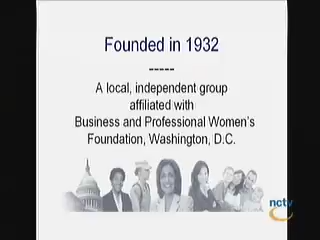 Founded in 1932
-----
A local, independent group
affiliated with
Business and Professional Women's
Foundation, Washington, D.C.
nctv